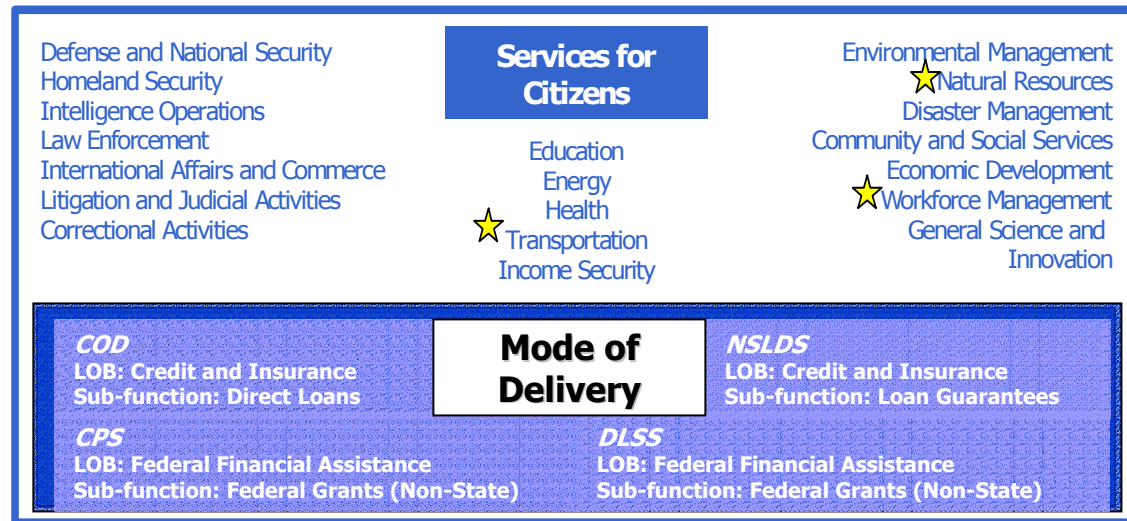 Defense and National Security
Homeland Security
Intelligence Operations
Law Enforcement
International Affairs and Commerce
Litigation and Judicial Activities
Correctional Activities
Services for
Citizens
Education
Energy
Health
Transportation
Income Security
Environmental Management
Natural Resources
Disaster Management
Community and Social Services
Economic Development
Workforce Management
General Science and
Innovation
COD
LOB: Credit and Insurance
Sub-function: Direct Loans
Mode of
Delivery
NSLDS
LOB: Credit and Insurance
Sub-function: Loan Guarantees
CPS
LOB: Federal Financial Assistance
Sub-function: Federal Grants (Non-State)
DLSS
LOB: Federal Financial Assistance
Sub-function: Federal Grants (Non-State)